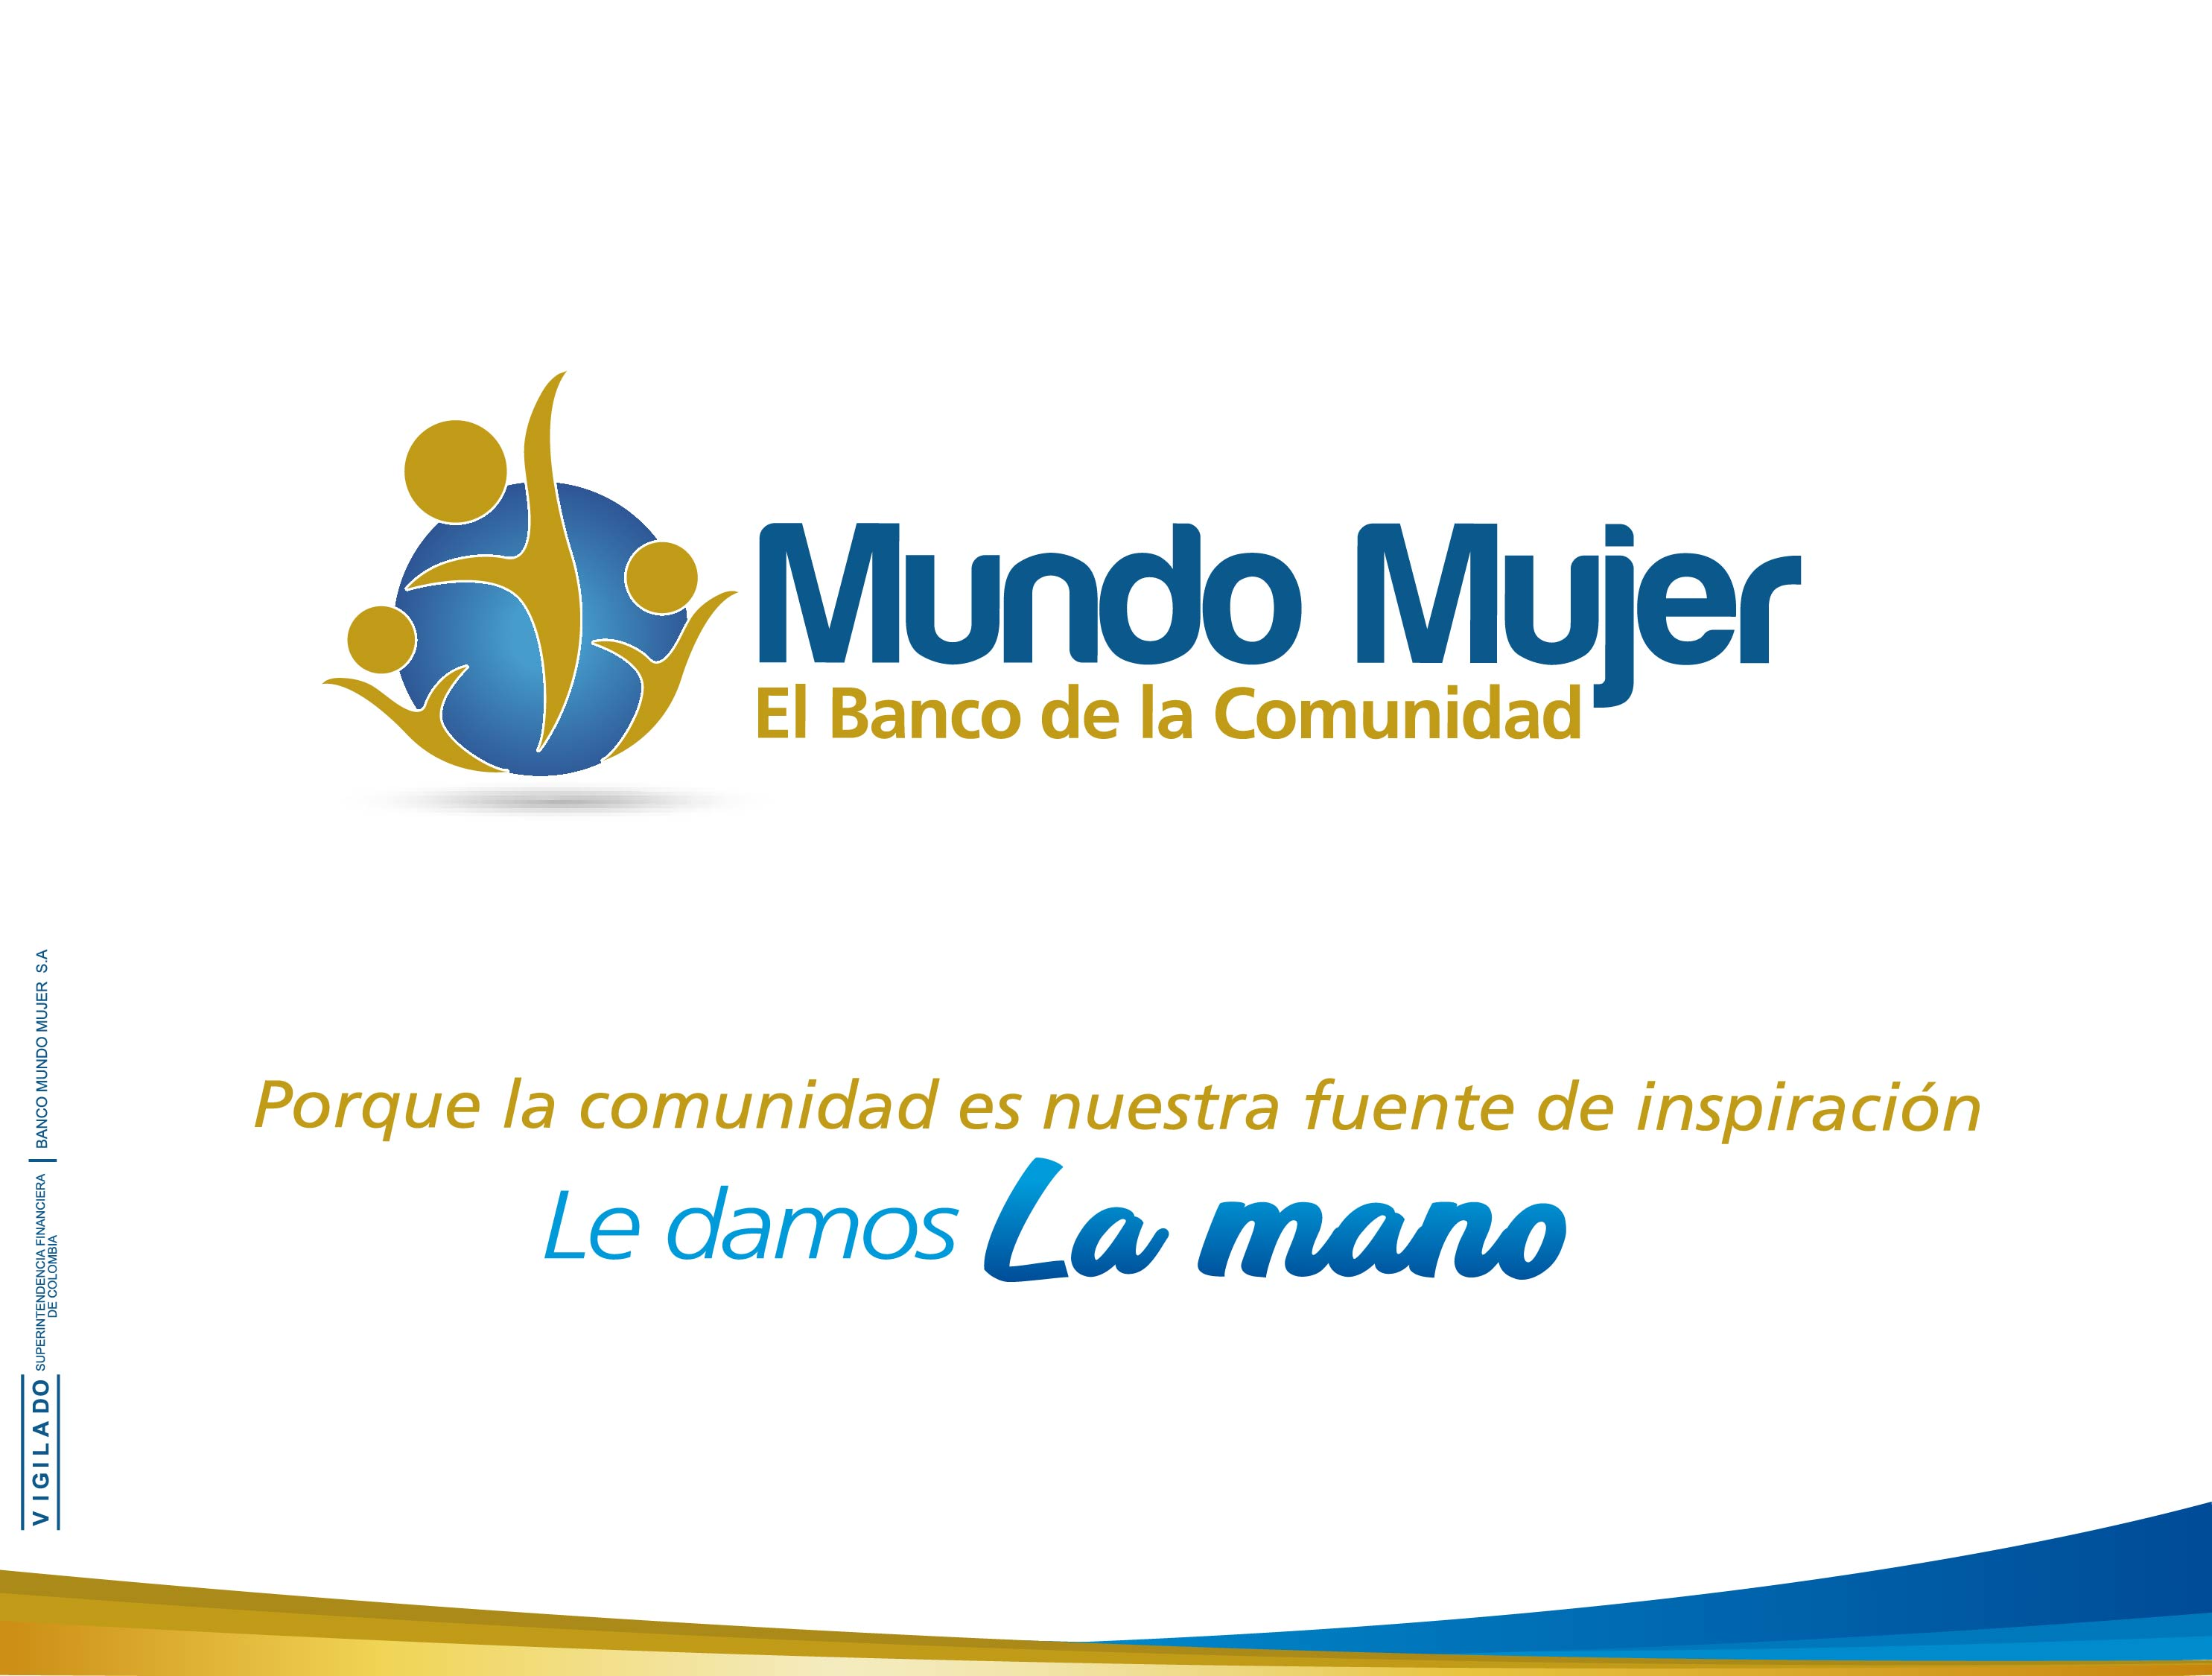 Mundo Mujer
El Banco de la Comunidad
Porque la comunidad es nuestra fuente de inspiración
Le damos La mano
VIGILADO SUPERINTENDENCIA FINANCIERA
DE COLOMBIA
BANCO MUNDO MUJER S.A